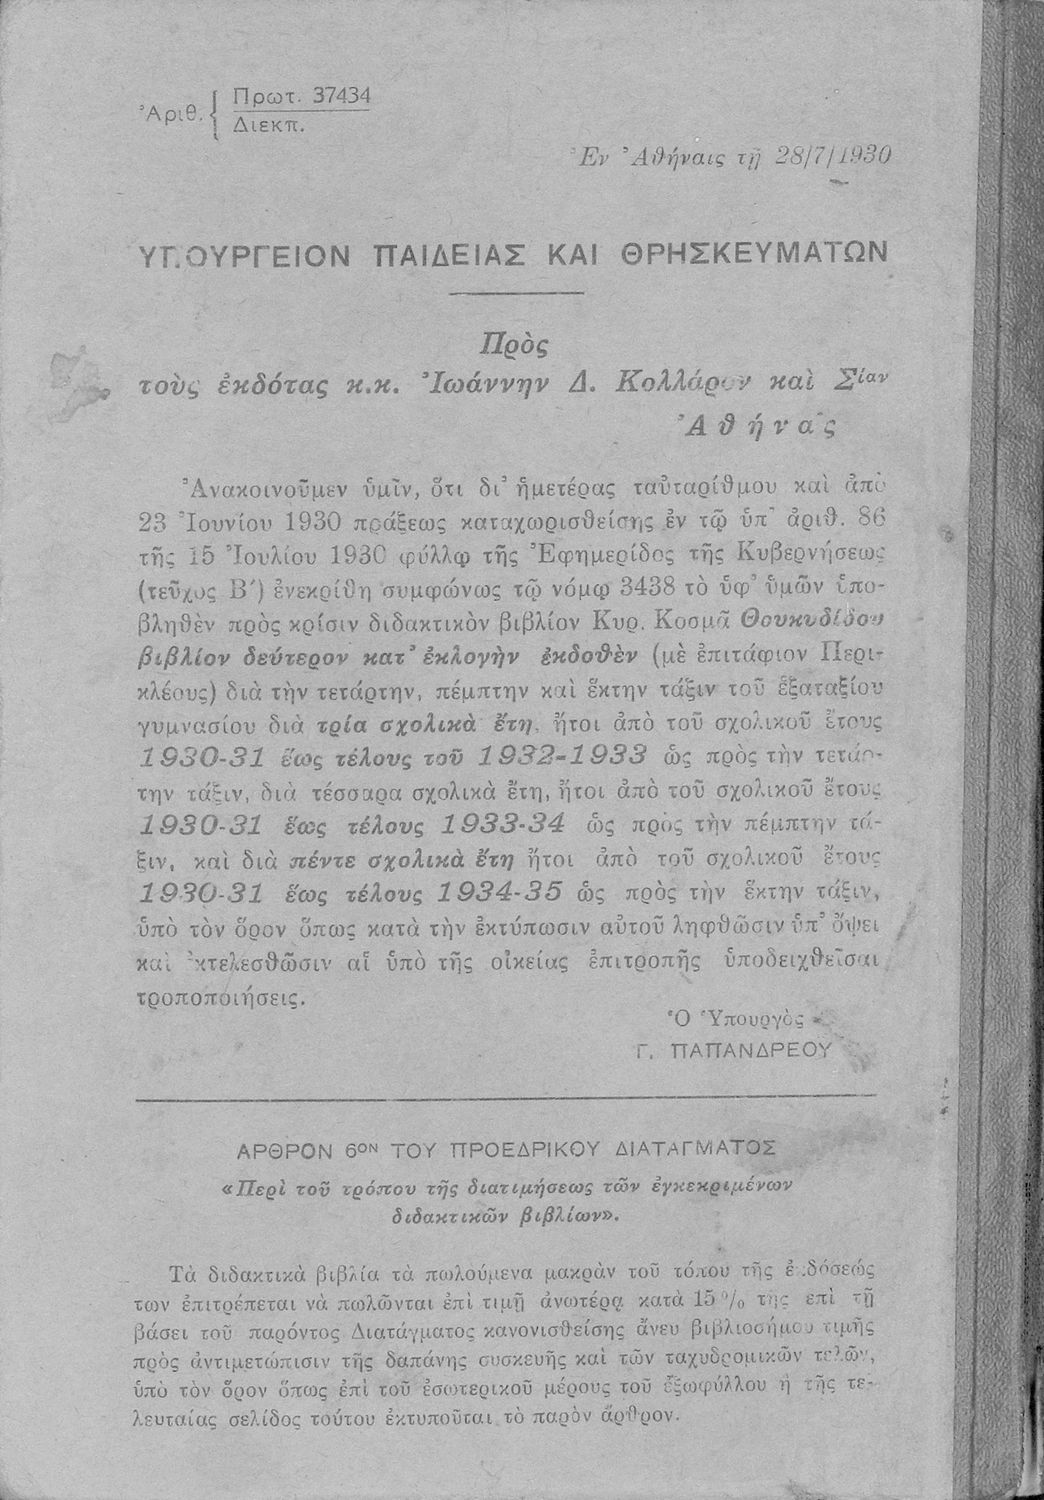 Ἀριθ. { Πρωτ. 37434
Διεκπ.
Ἐν Ἀθήναις τῇ 28/7/1930
ΥΠΟΥΡΓΕΙΟΝ ΠΑΙΔΕΙΑΣ ΚΑΙ ΘΡΗΣΚΕΥΜΑΤΩΝ
Πρὸς
τοὺς ἐκδότας κ.κ. Ἰωάννην Δ. Κολλάρον καὶ Σίαν
Ἀθήνας
Ἀνακοινοῦμεν ὑμῖν, ὅτι δι᾽ ἡμετέρας ταὐταρίθμου καὶ ἀπὸ
23 Ἰουνίου 1930 πράξεως καταχωρισθείσης ἐν τῷ ὑπ᾽ ἀριθ. 86
τῆς 15 Ἰουλίου 1930 φύλλῳ τῆς Ἐφημερίδος τῆς Κυβερνήσεως
(τεῦχος Β΄) ἐνεκρίθη συμφώνως τῷ νόμῳ 3438 τὸ ὑφ᾽ ὑμῶν ὑπο-
βληθὲν πρὸς κρίσιν διδακτικὸν βιβλίον Κυρ. Κοσμᾶ Θουκυδίδου
βιβλίον δεύτερον κατ᾽ ἐκλογὴν ἐκδοθὲν (μὲ ἐπιτάφιον Περι-
κλέους) διὰ τὴν τετάρτην, πέμπτην καὶ ἕκτην τάξιν τοῦ ἑξαταξίου
γυμνασίου διὰ τρία σχολικὰ ἔτη, ἤτοι ἀπὸ τοῦ σχολικοῦ ἔτους
1930-31 ἕως τέλους τοῦ 1932-1933 ὡς πρὸς τὴν τετάρ-
την τάξιν, διὰ τέσσαρα σχολικὰ ἔτη, ἤτοι ἀπὸ τοῦ σχολικοῦ ἔτους
1930-31 ἕως τέλους 1933-34 ὡς πρὸς τὴν πέμπτην τά-
ξιν, καὶ διὰ πέντε σχολικὰ ἔτη ἤτοι ἀπὸ τοῦ σχολικοῦ ἔτους
1930-31 ἕως τέλους 1934-35 ὡς πρὸς τὴν ἕκτην τάξιν,
ὑπὸ τὸν ὅρον ὅπως κατὰ τὴν ἐκτύπωσιν αὐτοῦ ληφθῶσιν ὑπ᾽ ὄψει
καὶ ἐκτελεσθῶσιν αἱ ὑπὸ τῆς οἰκείας ἐπιτροπῆς ὑποδειχθεῖσαι
τροποποιήσεις.
Ὁ Ὑπουργὸς
Γ. ΠΑΠΑΝΔΡΕΟΥ
ΑΡΘΡΟΝ 6ΟΝ ΤΟΥ ΠΡΟΕΔΡΙΚΟΥ ΔΙΑΤΑΓΜΑΤΟΣ
«Περὶ τοῦ τρόπου τῆς διατιμήσεως τῶν ἐγκεκριμένων
διδακτικῶν βιβλίων».
Τὰ διδακτικὰ βιβλία τὰ πωλούμενα μακρὰν τοῦ τόπου τῆς ἐκδόσεώς
των ἐπιτρέπεται νὰ πωλῶνται ἐπὶ τιμῇ ἀνωτέρᾳ κατὰ 15 % τῆς ἐπὶ τῇ
βάσει τοῦ παρόντος Διατάγματος κανονισθείσης ἄνευ βιβλιοσήμου τιμῆς
πρὸς ἀντιμετώπισιν τῆς δαπάνης συσκευῆς καὶ τῶν ταχυδρομικῶν τελῶν,
ὑπὸ τὸν ὅρον ὅπως ἐπὶ τοῦ ἐσωτερικοῦ μέρους τοῦ ἐξωφύλλου ἢ τῆς τε-
λευταίας σελίδος τούτου ἐκτυποῦται τὸ παρὸν ἄρθρον.